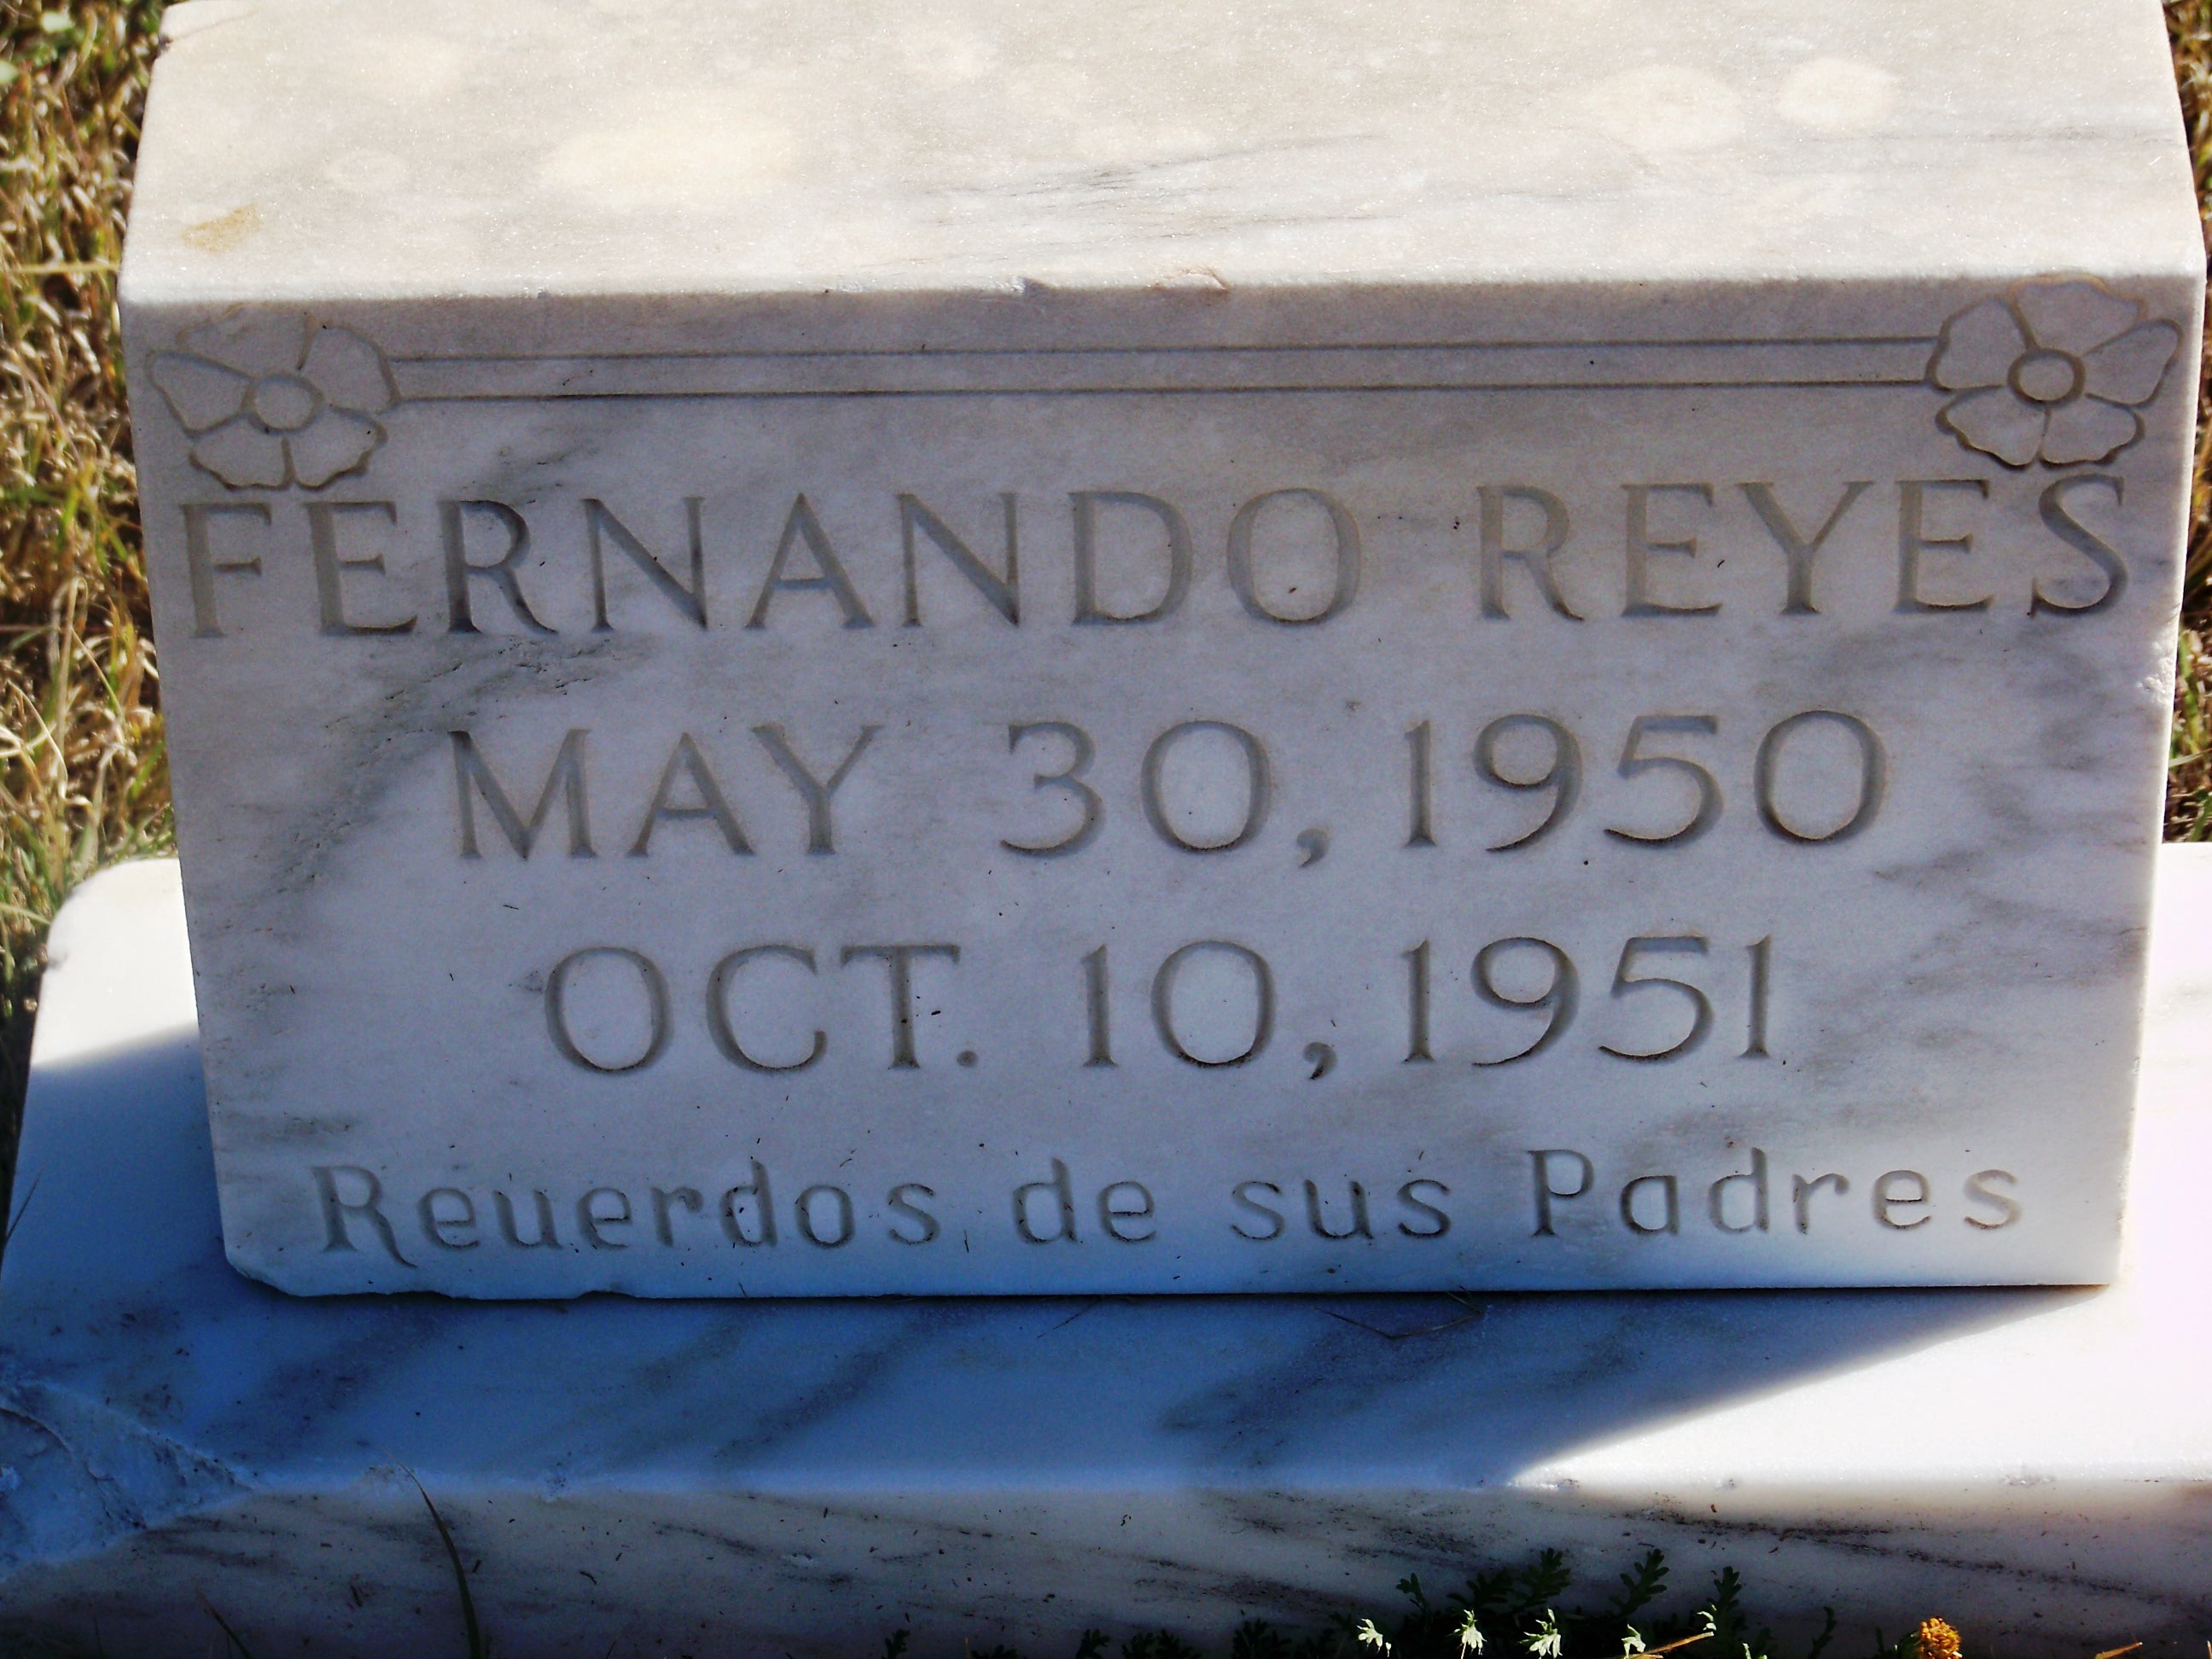 FERNANDO REYES
MAY 30, 1950
OCT. 10, 1951
Reuerdos de sus Padres